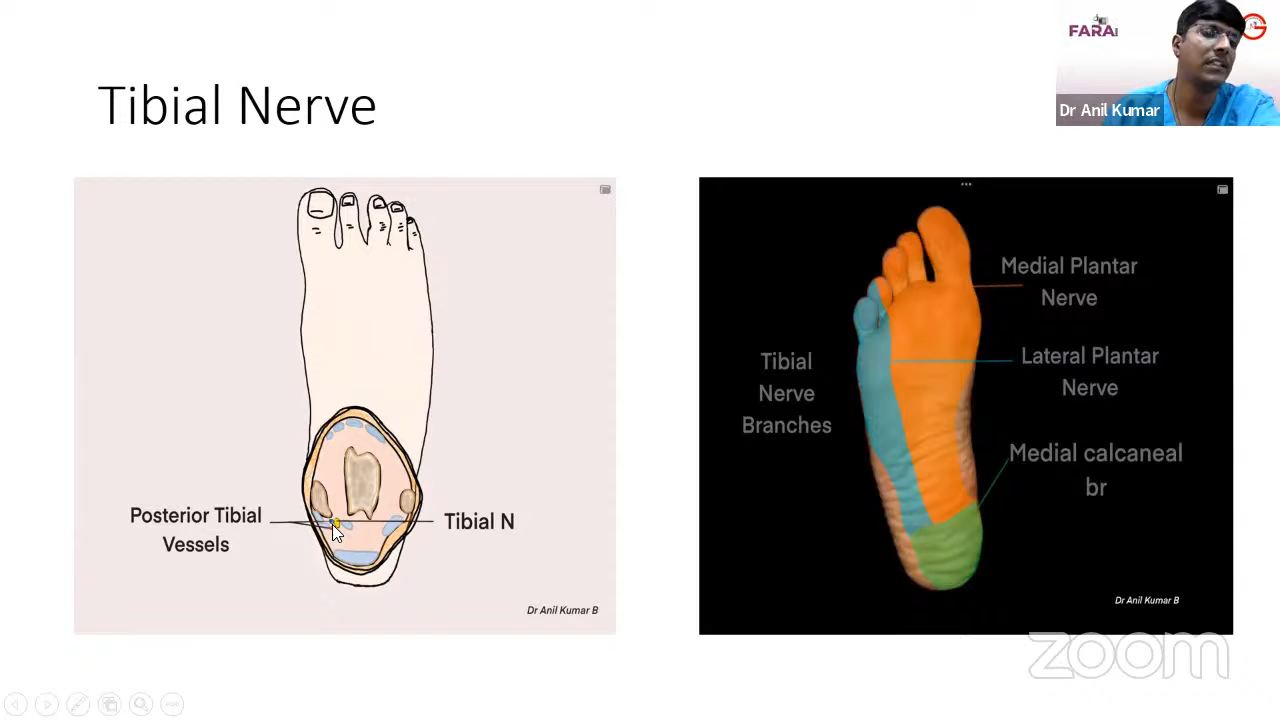 Tibial Nerve
FARA
G
Dr Anil Kumar
Posterior Tibial
Vessels
Tibial N
Dr Anil Kumar B
Medial Plantar
Nerve
Lateral Plantar
Nerve
Tibial
Nerve
Branches
Medial calcaneal
br
Dr Anil Kumar B
zoom